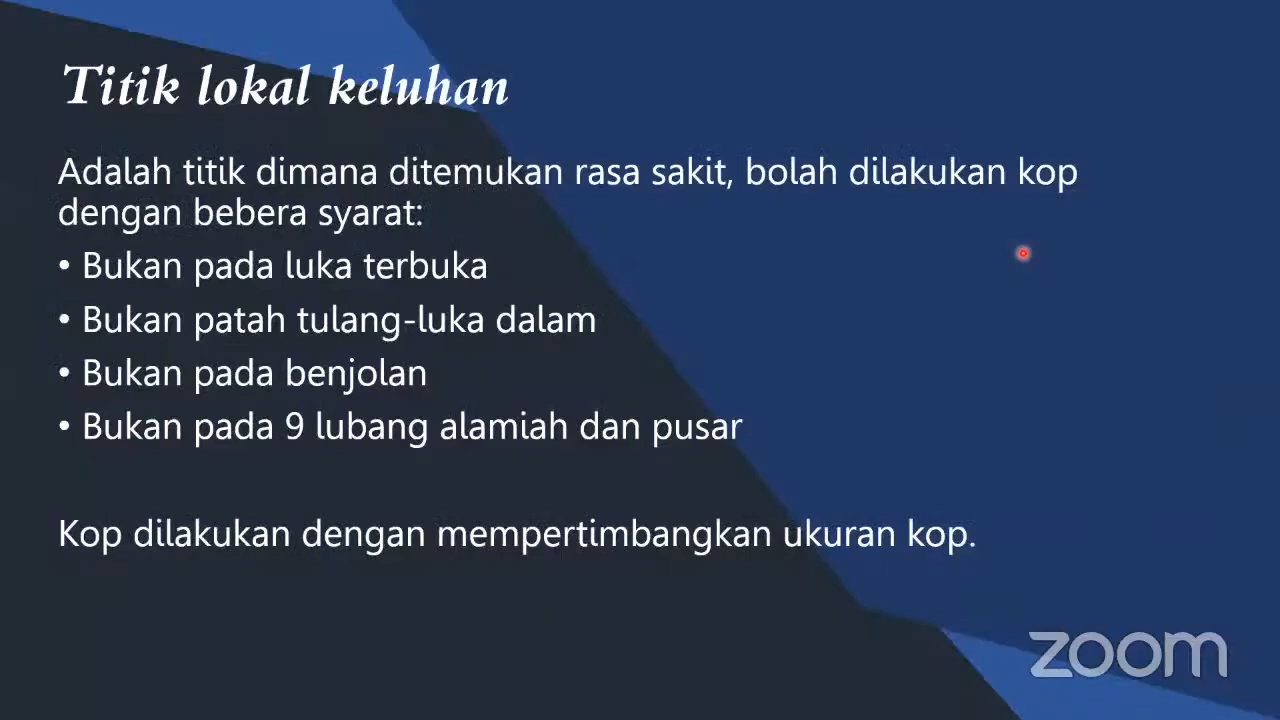 Titik lokal keluhan
Adalah titik dimana ditemukan rasa sakit, bolah dilakukan kop
dengan bebera syarat:
• Bukan pada luka terbuka
• Bukan patah tulang-luka dalam
• Bukan pada benjolan
• Bukan pada 9 lubang alamiah dan pusar
Kop dilakukan dengan mempertimbangkan ukuran kop.
zoom